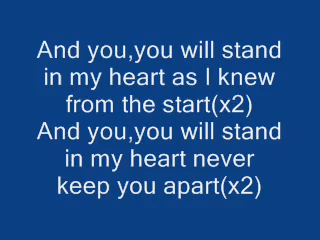 And you,you will stand
in my heart as I knew
from the start(x2)
And you,you will stand
in my heart never
keep you apart(x2)